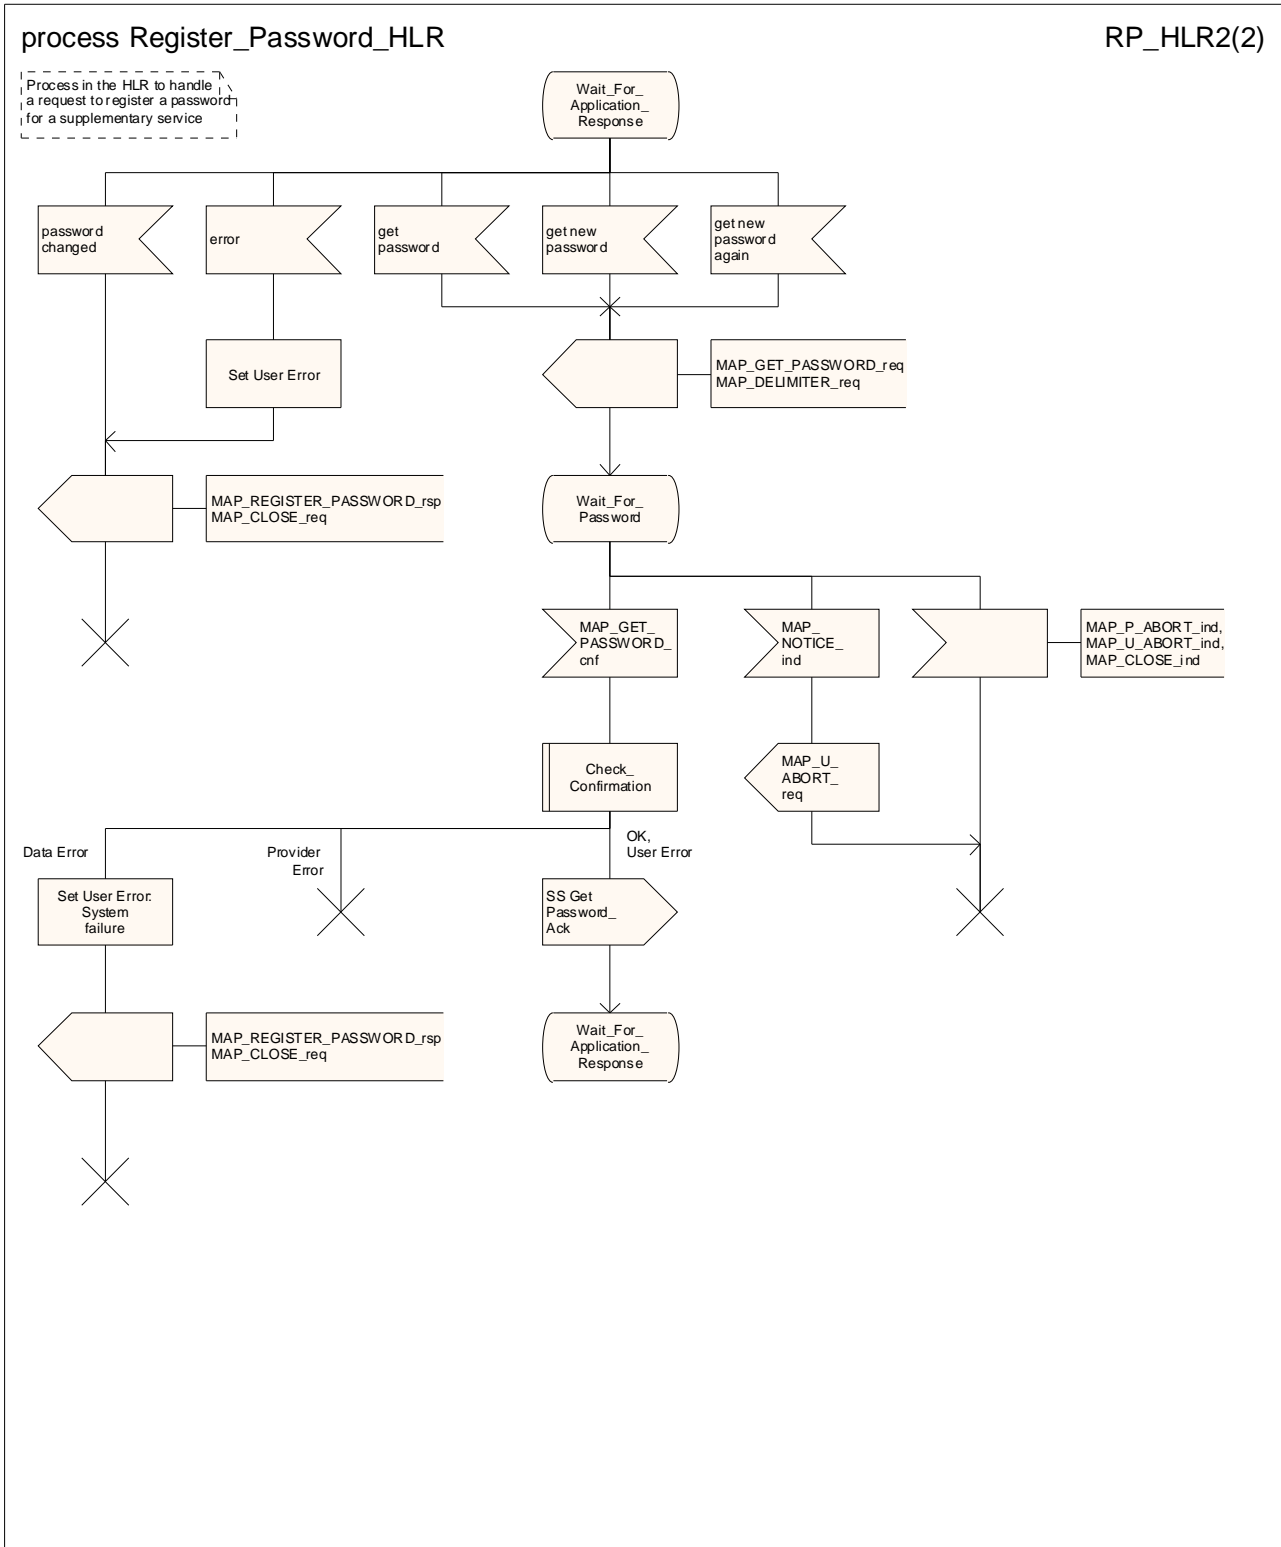 process Register_Password_HLR
RP_HLR2(2)
Process in the HLR to handle
a request to register a password
for a supplementary service
Wait_For_
Application_
Response
password
changed
error
get
password
get new
password
get new
password
again
Set User Error
MAP_GET_PASSWORD_req
MAP_DELIMITER_req
MAP_REGISTER_PASSWORD_rsp
MAP_CLOSE_req
Wait_For_
Password
MAP_GET_
PASSWORD_
cnf
MAP_
NOTICE_
ind
MAP_P_ABORT_ind,
MAP_U_ABORT_ind,
MAP_CLOSE_ind
Check_
Confirmation
MAP_U_
ABORT_
req
Data Error
Provider
Error
OK,
User Error
Set User Error:
System
failure
SS Get
Password_
Ack
MAP_REGISTER_PASSWORD_rsp
MAP_CLOSE_req
Wait_For_
Application_
Response